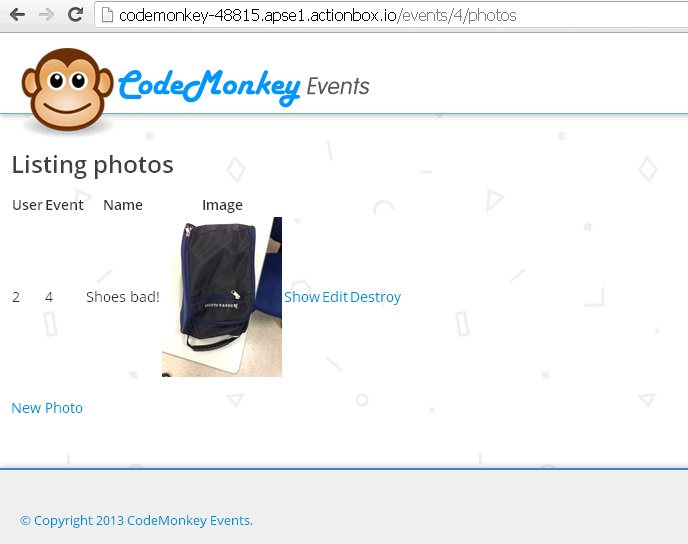 codemonkey-48815.apse1.actionbox.io/events/4/photos
CodeMonkey Events
Listing photos
User Event Name Image
2 4 Shoes bad! Show Edit Destroy
New Photo
© Copyright 2013 CodeMonkey Events.